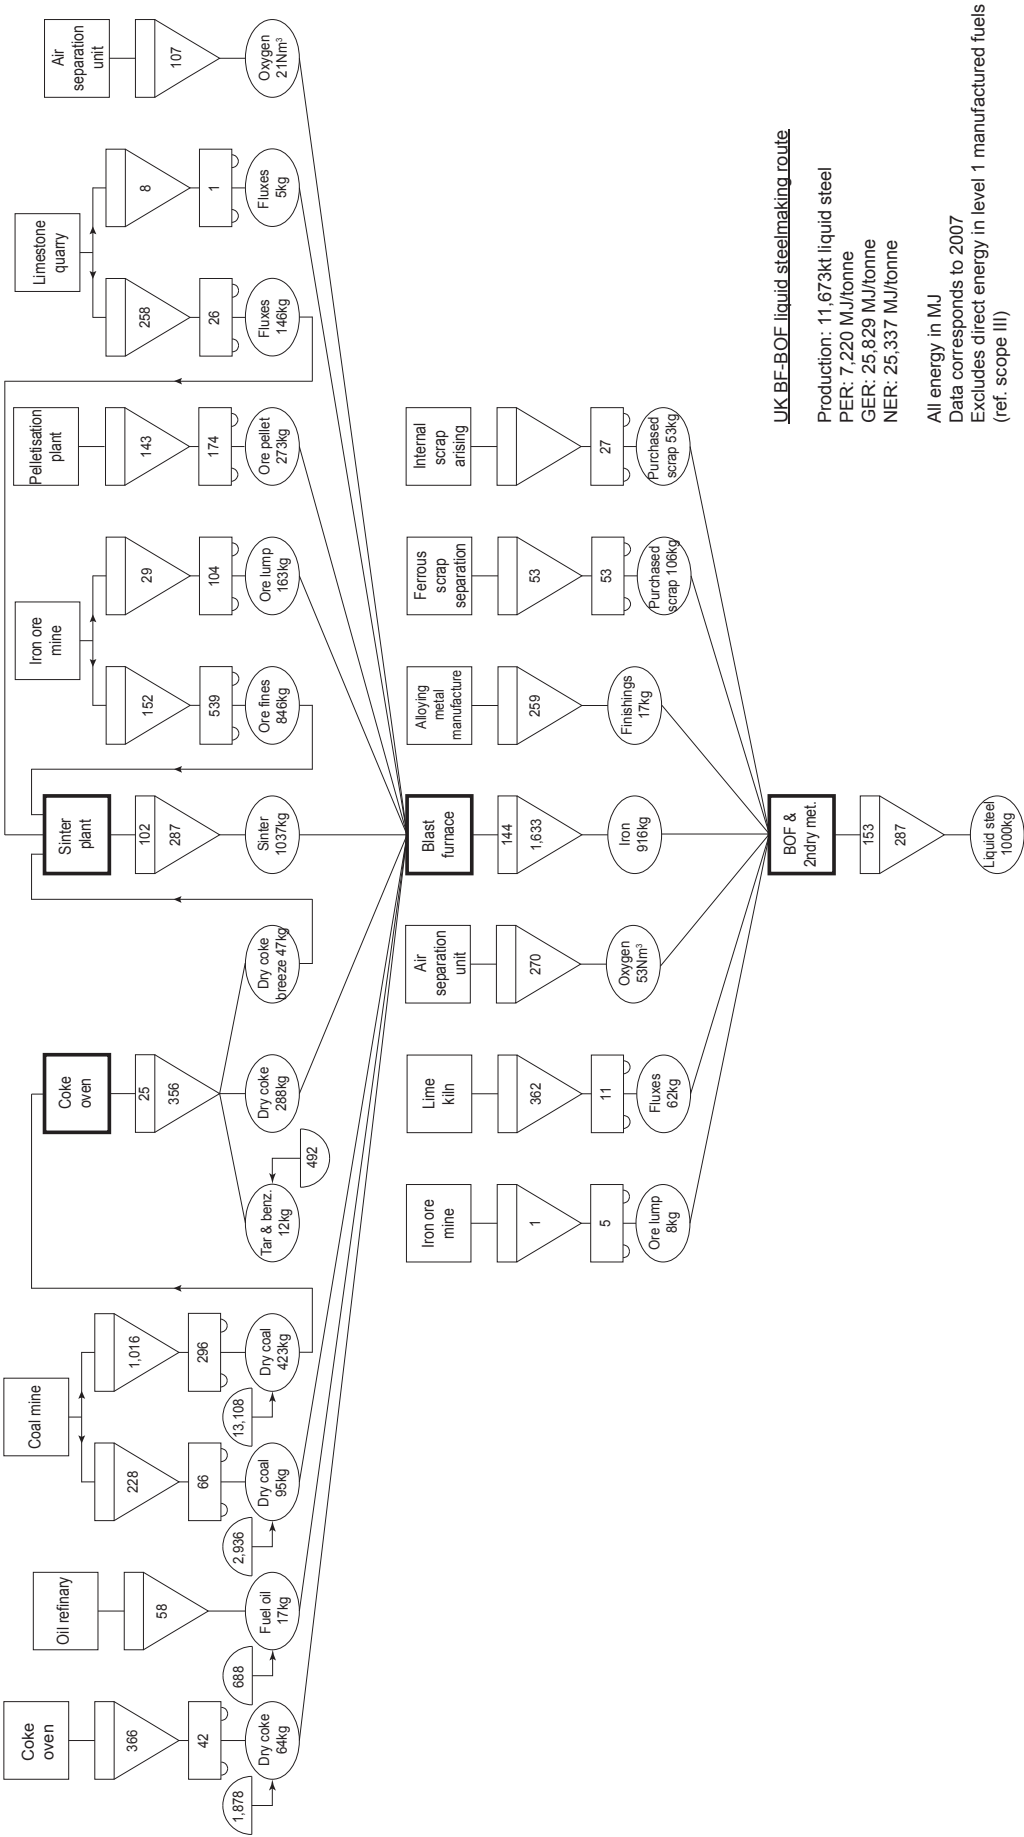 Coke
oven
366
42
1,878
Dry coke
64kg
Oil refinary
58
688
Fuel oil
17kg
Coal mine
228
66
2,936
Dry coal
95kg
1,016
296
13,108
Dry coal
423kg
Coke
oven
25
356
Tar & benz.
12kg
492
Dry coke
288kg
Dry coke
breeze 47kg
Sinter
plant
102
287
Sinter
1037kg
Iron ore
mine
152
539
Ore fines
846kg
29
104
Ore lump
163kg
Pelletisation
plant
143
174
Ore pellet
273kg
Limestone
quarry
258
26
Fluxes
146kg
8
1
Fluxes
5kg
Air
separation
unit
107
Oxygen
21Nm³
Iron ore
mine
1
5
Ore lump
8kg
Lime
kiln
362
11
Fluxes
62kg
Air
separation
unit
270
Oxygen
53Nm³
Blast
furnace
144
1,633
Iron
916kg
Alloying
metal
manufacture
259
Finishings
17kg
Ferrous
scrap
separation
53
53
Purchased
scrap 106kg
Internal
scrap
arising
27
Purchased
scrap 53kg
BOF &
2ndry met.
153
287
Liquid steel
1000kg
UK BF-BOF liquid steelmaking route
Production: 11,673kt liquid steel
PER: 7,220 MJ/tonne
GER: 25,829 MJ/tonne
NER: 25,337 MJ/tonne
All energy in MJ
Data corresponds to 2007
Excludes direct energy in level 1 manufactured fuels
(ref. scope III)